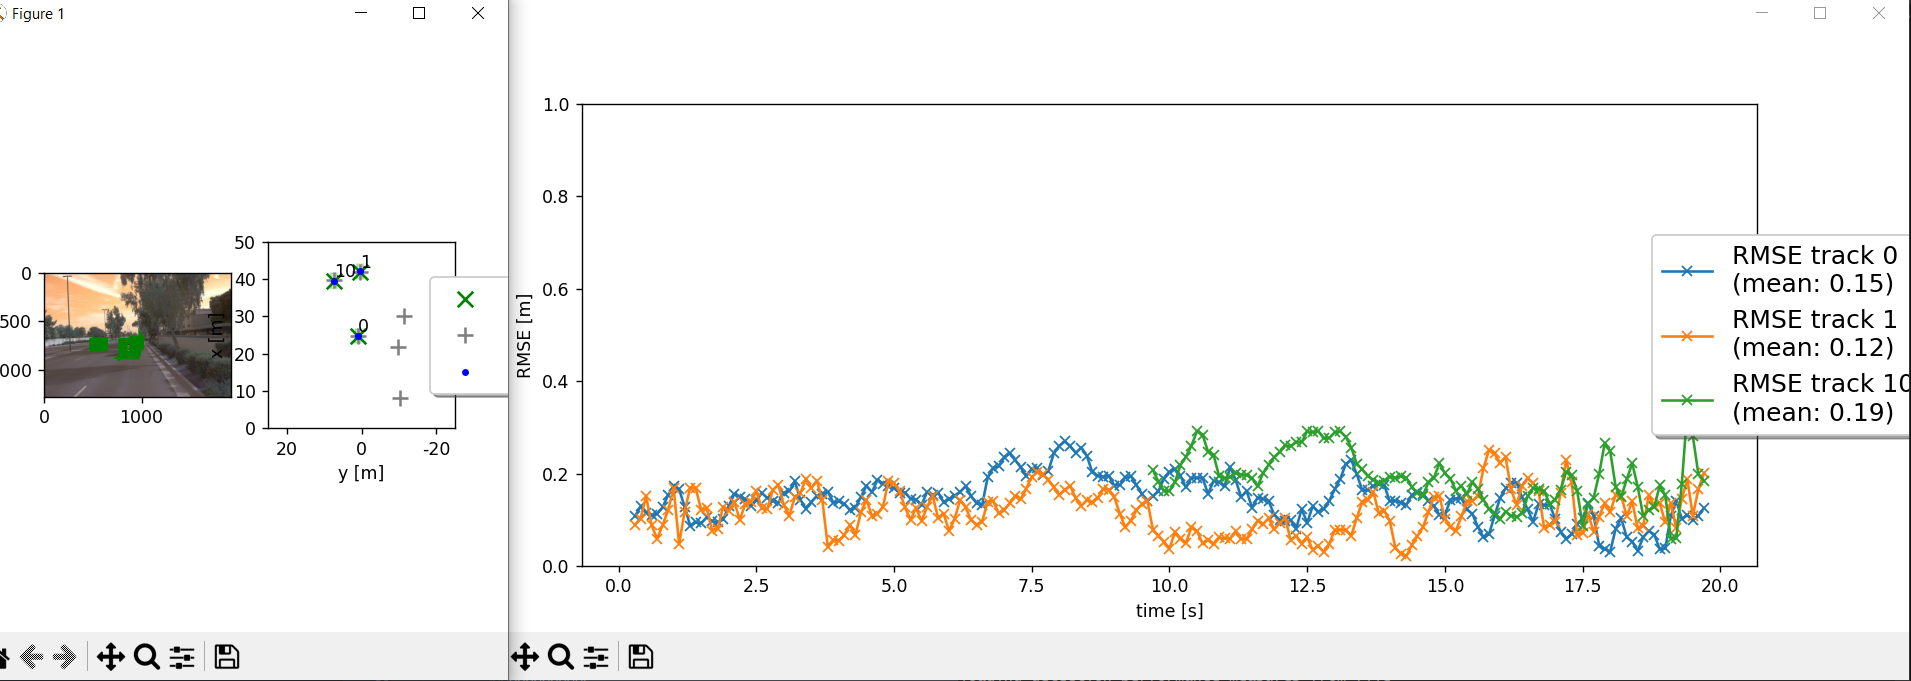 Figure 1
0
500
000
0
1000
x [m]
50
40
30
20
10
0
20
0
-20
y [m]
10
1
0
1.0
0.8
0.6
0.4
0.2
0.0
RMSE [m]
0.0
2.5
5.0
7.5
10.0
12.5
15.0
17.5
20.0
time [s]
RMSE track 0
(mean: 0.15)
RMSE track 1
(mean: 0.12)
RMSE track 10
(mean: 0.19)